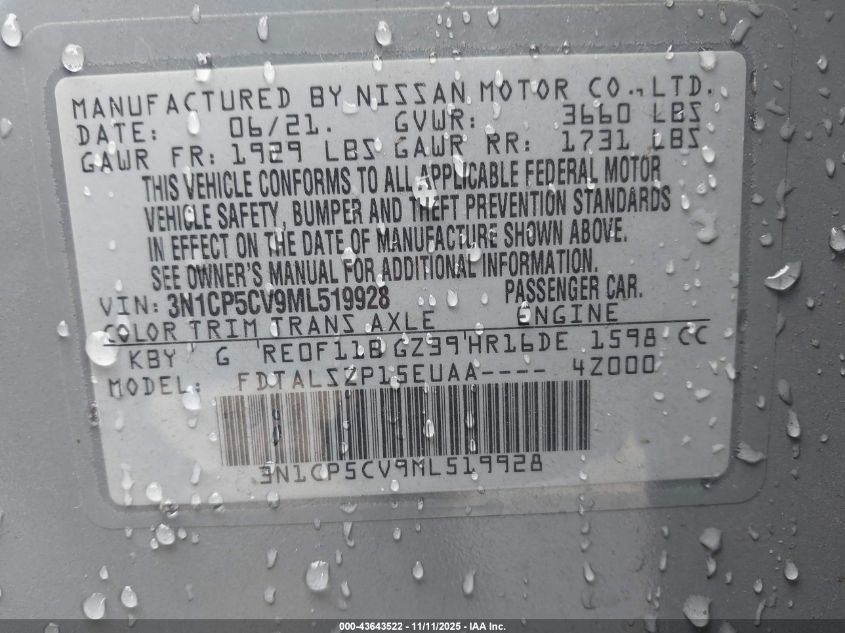 MANUFACTURED BY NISSAN MOTOR CO., LTD.
DATE: 06/21. GVWR: 3660 LBS
GAWR FR: 1929 LBS GAWR RR: 1731 LBS
THIS VEHICLE CONFORMS TO ALL APPLICABLE FEDERAL MOTOR
VEHICLE SAFETY, BUMPER AND THEFT PREVENTION STANDARDS
IN EFFECT ON THE DATE OF MANUFACTURE SHOWN ABOVE.
SEE OWNER'S MANUAL FOR ADDITIONAL INFORMATION.
VIN: 3N1CP5CV9ML519928 PASSENGER CAR.
COLOR TRIM TRANS AXLE ENGINE
KBY G RE0F11B GZ39 HR16DE 1598 CC
MODEL: FDTALSZP15EUAA---- 4Z000
3N1CP5CV9ML519928
000-43643522 - 11/11/2025 - IAA Inc.